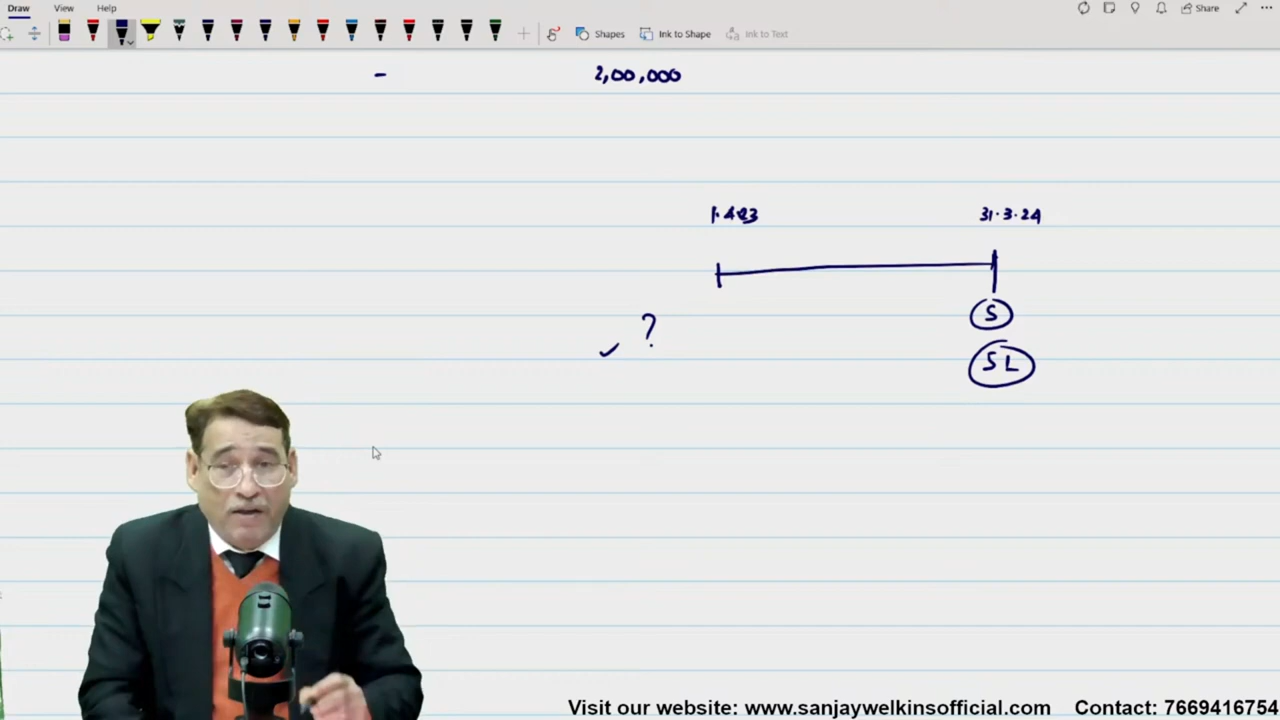 Draw View Help
Share
Shapes Ink to Shape Ink to Text
- 2,00,000
1.4.23 31.3.24
?
S
SL
Visit our website: www.sanjaywelkinsofficial.com Contact: 7669416754